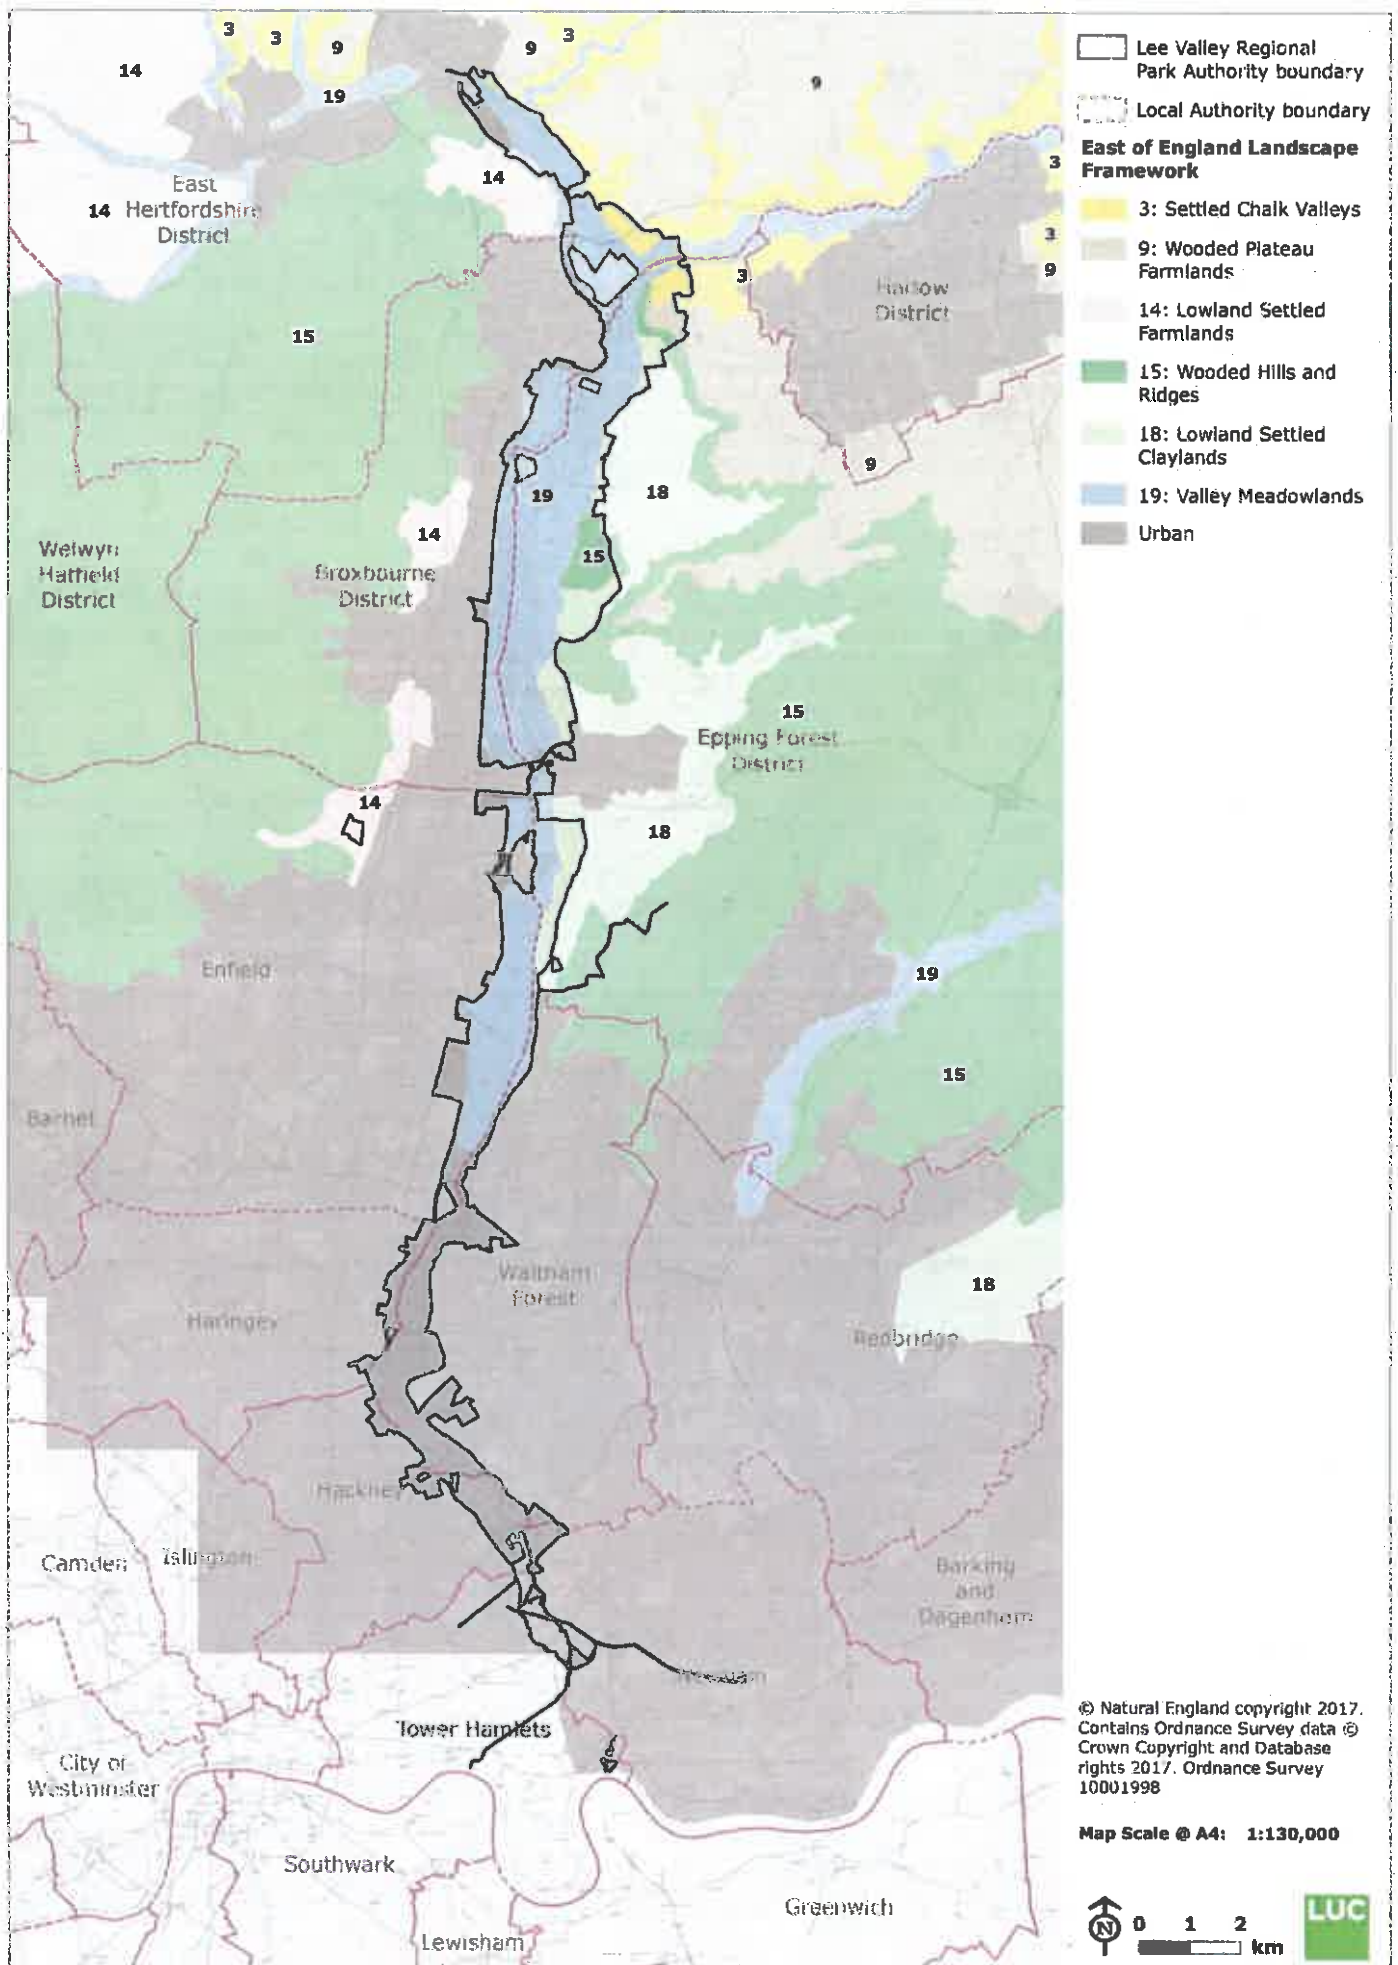 3
3
9
9
3
14
19
9
14
East
Hertfordshire
District
14
3
3
9
3
Harlow
District
15
9
19
18
14
15
Welwyn
Hatfield
District
Broxbourne
District
15
Epping Forest
District
14
18
Enfield
19
15
Barnet
Waltham
Forest
18
Haringey
Redbridge
Hackney
Camden
Islington
Barking
and
Dagenham
Newham
Tower Hamlets
City of
Westminster
Southwark
Greenwich
Lewisham
Lee Valley Regional
Park Authority boundary
Local Authority boundary
East of England Landscape
Framework
3: Settled Chalk Valleys
9: Wooded Plateau
Farmlands
14: Lowland Settled
Farmlands
15: Wooded Hills and
Ridges
18: Lowland Settled
Claylands
19: Valley Meadowlands
Urban
© Natural England copyright 2017.
Contains Ordnance Survey data ©
Crown Copyright and Database
rights 2017. Ordnance Survey
10001998
Map Scale @ A4: 1:130,000
N
0 1 2
km
LUC